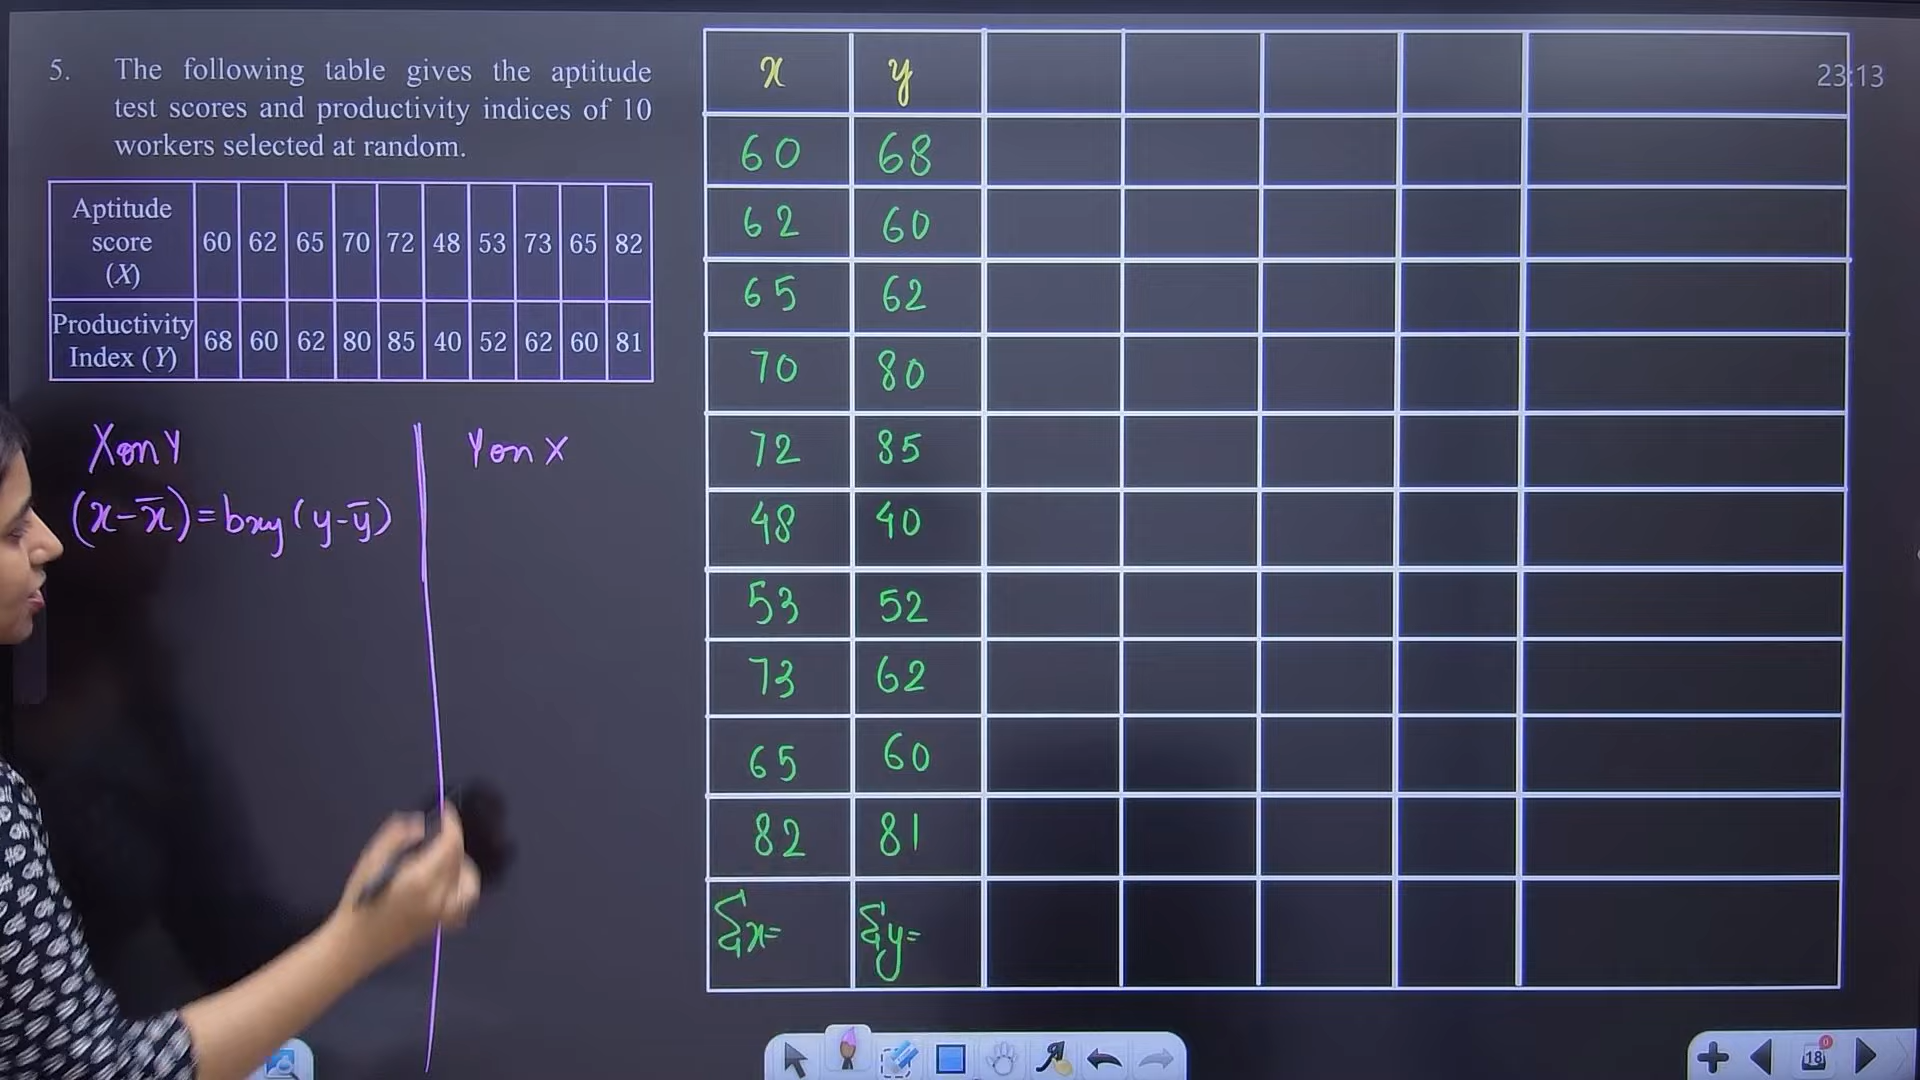 5. The following table gives the aptitude
test scores and productivity indices of 10
workers selected at random.
Aptitude score (X) 60 62 65 70 72 48 53 73 65 82
Productivity Index (Y) 68 60 62 80 85 40 52 62 60 81
X on Y
(x-x̄)=bxy(y-ȳ)
Y on X
x y
60 68
62 60
65 62
70 80
72 85
48 40
53 52
73 62
65 60
82 81
Σx= Σy=
23:13
18
0